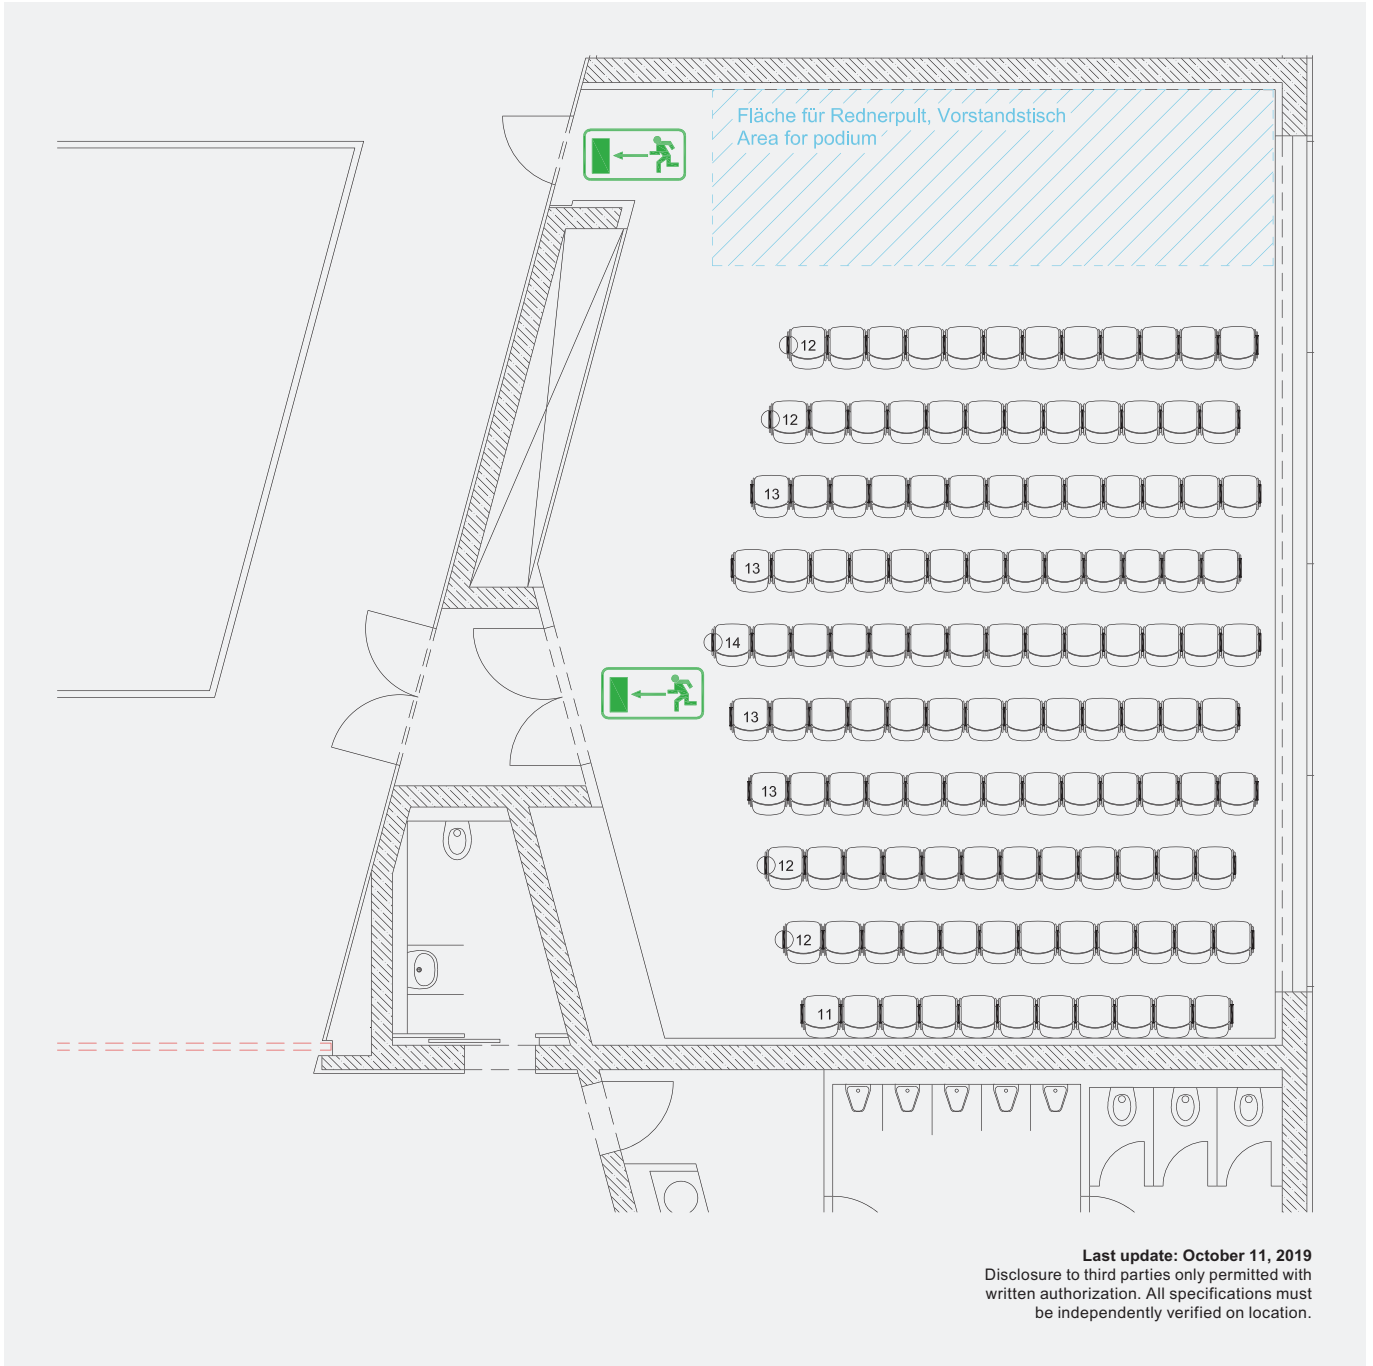 Fläche für Rednerpult, Vorstandstisch
Area for podium
12
12
13
13
14
13
13
12
12
11
Last update: October 11, 2019
Disclosure to third parties only permitted with
written authorization. All specifications must
be independently verified on location.